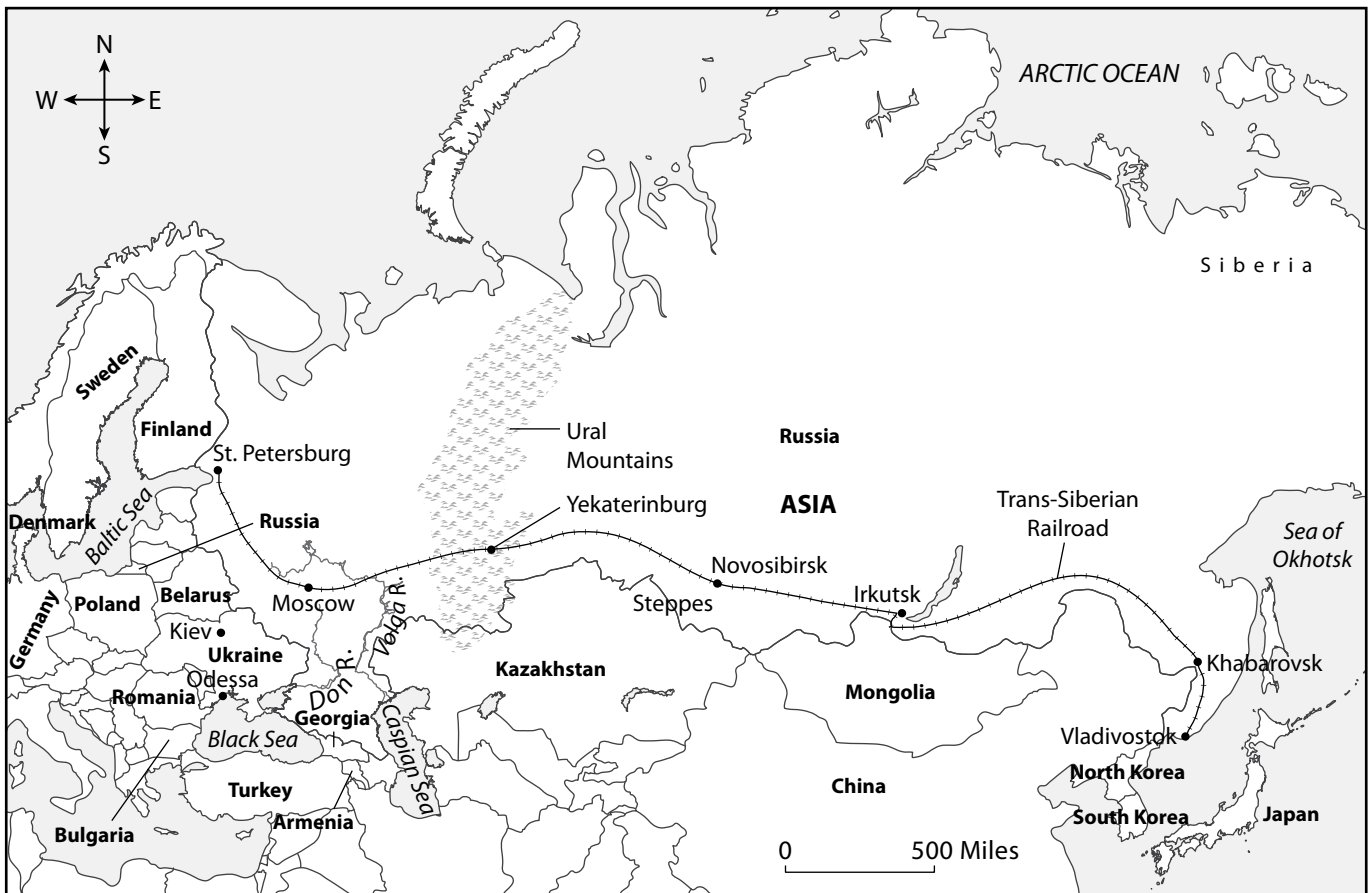 N
W E
S
ARCTIC OCEAN
Siberia
Sweden
Finland
St. Petersburg
Ural
Mountains
Russia
ASIA
Yekaterinburg
Trans-Siberian
Railroad
Sea of
Okhotsk
Denmark
Baltic Sea
Russia
Novosibirsk
Steppes
Irkutsk
Germany
Poland
Belarus
Moscow
Volga R.
Kiev
Ukraine
Odessa
Romania
Don R.
Georgia
Kazakhstan
Mongolia
Khabarovsk
Black Sea
Caspian Sea
Vladivostok
Turkey
China
North Korea
South Korea
Japan
Bulgaria
Armenia
0 500 Miles